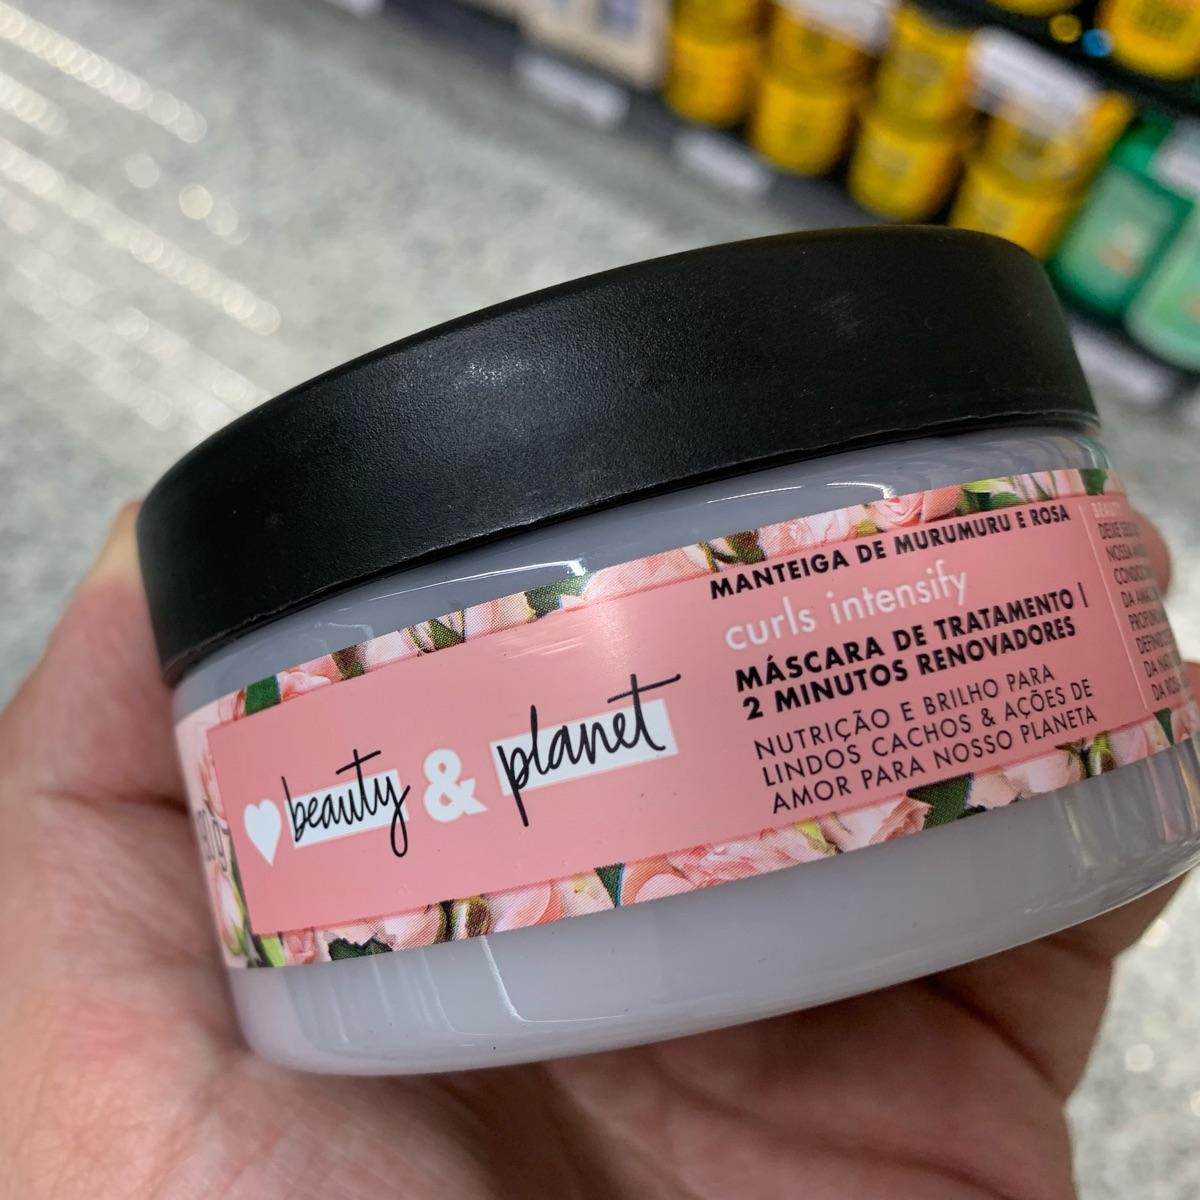 beauty & planet
MANTEIGA DE MURUMURU E ROSA
curls intensify
MÁSCARA DE TRATAMENTO |
2 MINUTOS RENOVADORES
NUTRIÇÃO E BRILHO PARA
LINDOS CACHOS & AÇÕES DE
AMOR PARA NOSSO PLANETA